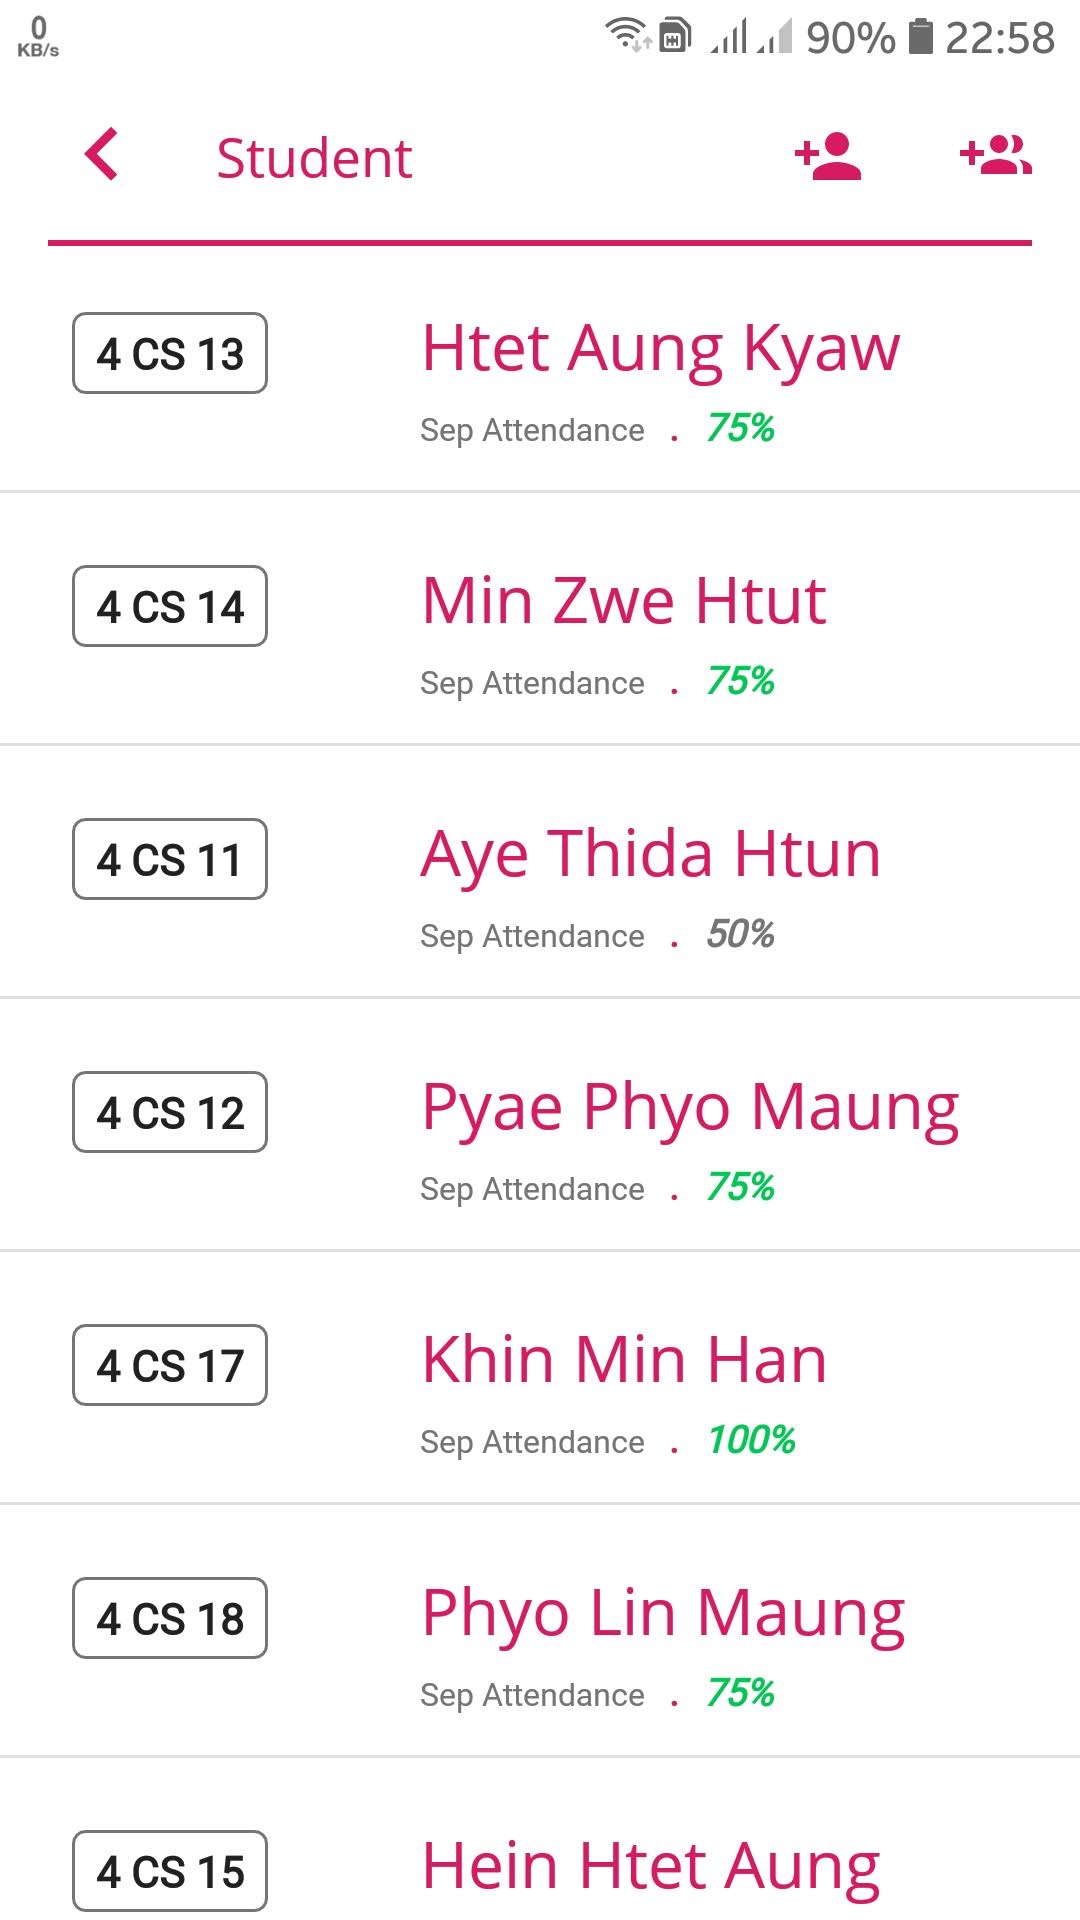 0
KB/s
90% 22:58
Student
4 CS 13
Htet Aung Kyaw
Sep Attendance . 75%
4 CS 14
Min Zwe Htut
Sep Attendance . 75%
4 CS 11
Aye Thida Htun
Sep Attendance . 50%
4 CS 12
Pyae Phyo Maung
Sep Attendance . 75%
4 CS 17
Khin Min Han
Sep Attendance . 100%
4 CS 18
Phyo Lin Maung
Sep Attendance . 75%
4 CS 15
Hein Htet Aung